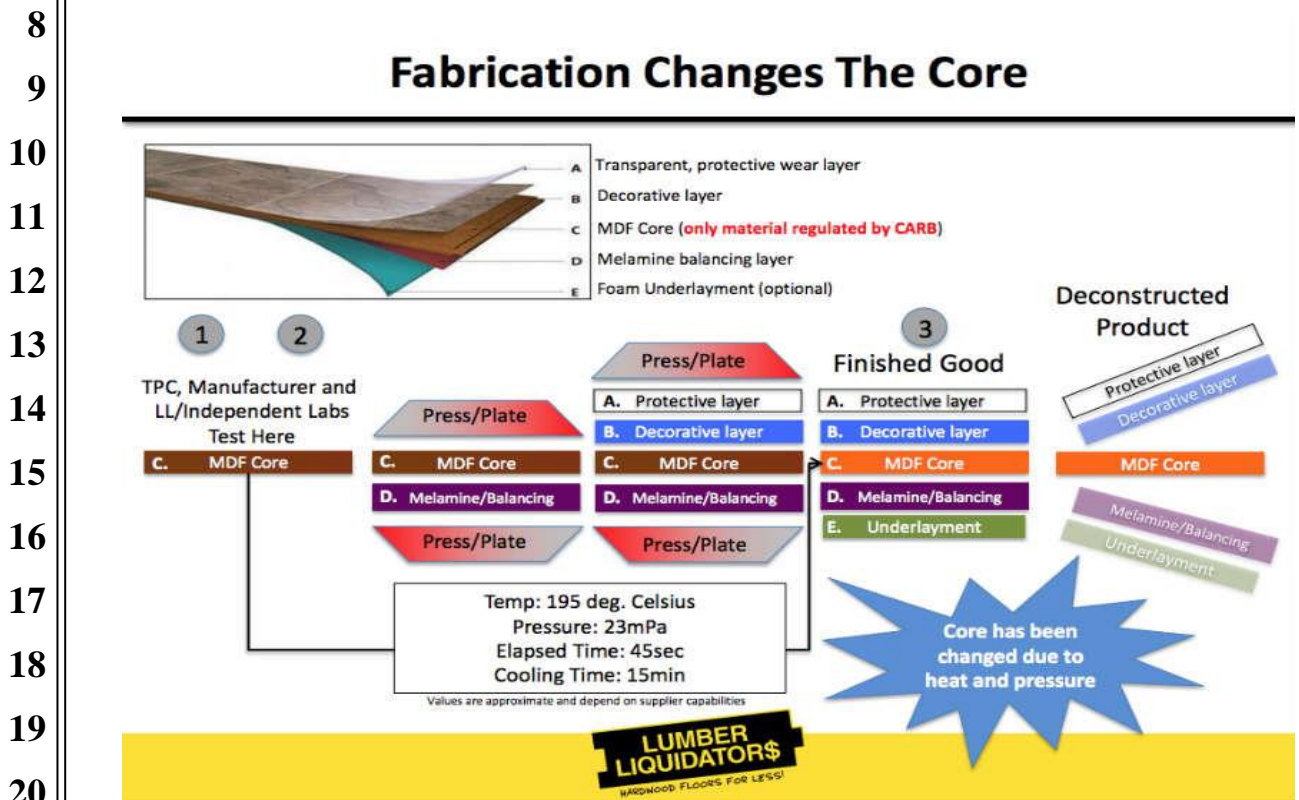 8
9
10
11
12
13
14
15
16
17
18
19
20
Fabrication Changes The Core
A Transparent, protective wear layer
B Decorative layer
C MDF Core (only material regulated by CARB)
D Melamine balancing layer
E Foam Underlayment (optional)
1
2
TPC, Manufacturer and
LL/Independent Labs
Test Here
C. MDF Core
Press/Plate
C. MDF Core
D. Melamine/Balancing
Press/Plate
Press/Plate
A. Protective layer
B. Decorative layer
C. MDF Core
D. Melamine/Balancing
Press/Plate
3
Finished Good
A. Protective layer
B. Decorative layer
C. MDF Core
D. Melamine/Balancing
E. Underlayment
Deconstructed
Product
Protective layer
Decorative layer
MDF Core
Melamine/Balancing
Underlayment
Temp: 195 deg. Celsius
Pressure: 23mPa
Elapsed Time: 45sec
Cooling Time: 15min
Values are approximate and depend on supplier capabilities
Core has been
changed due to
heat and pressure
LUMBER
LIQUIDATOR$
HARDWOOD FLOORS FOR LESS!